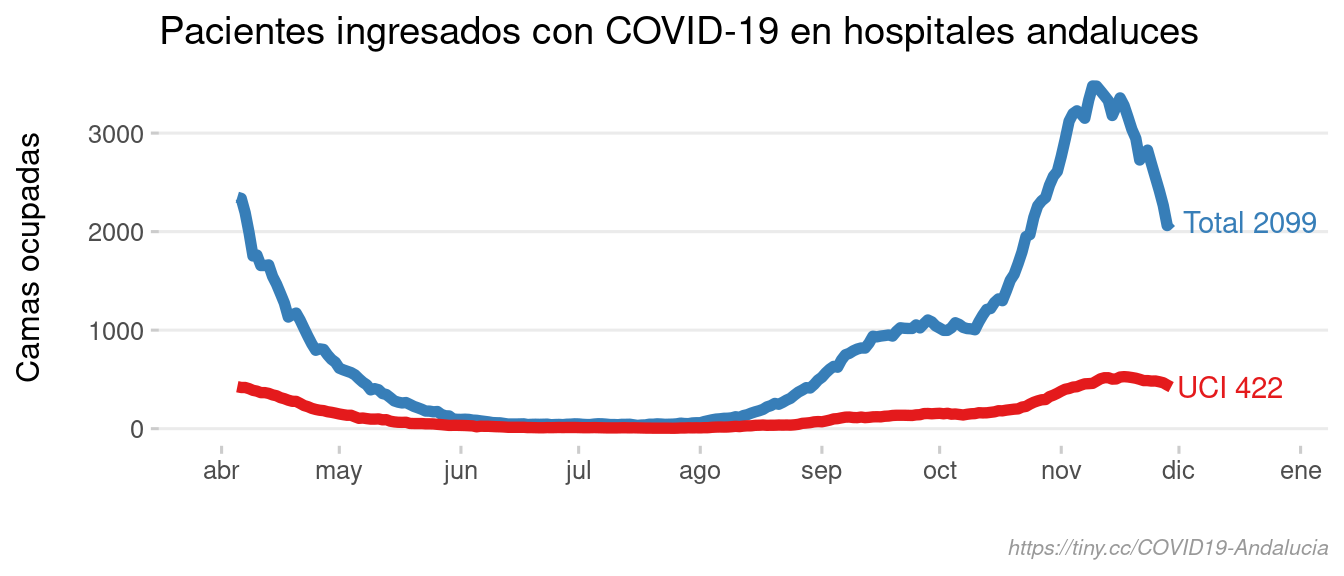 Pacientes ingresados con COVID-19 en hospitales andaluces
Camas ocupadas
3000
2000
1000
0
Total 2099
UCI 422
abr may jun jul ago sep oct nov dic ene
https://tiny.cc/COVID19-Andalucia